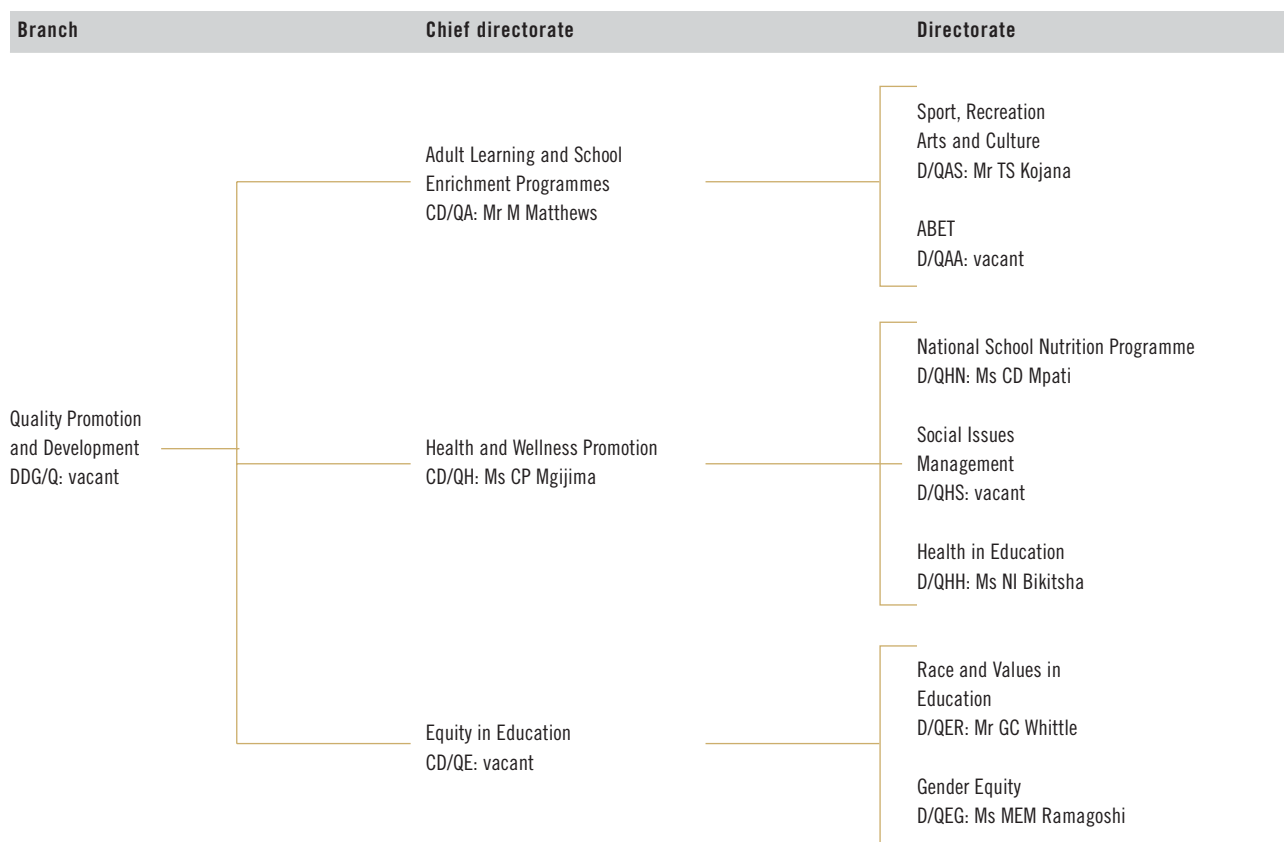 Branch
Chief directorate
Directorate
Quality Promotion
and Development
DDG/Q: vacant
Adult Learning and School
Enrichment Programmes
CD/QA: Mr M Matthews
Sport, Recreation
Arts and Culture
D/QAS: Mr TS Kojana
ABET
D/QAA: vacant
Health and Wellness Promotion
CD/QH: Ms CP Mgijima
National School Nutrition Programme
D/QHN: Ms CD Mpati
Social Issues
Management
D/QHS: vacant
Health in Education
D/QHH: Ms NI Bikitsha
Equity in Education
CD/QE: vacant
Race and Values in
Education
D/QER: Mr GC Whittle
Gender Equity
D/QEG: Ms MEM Ramagoshi